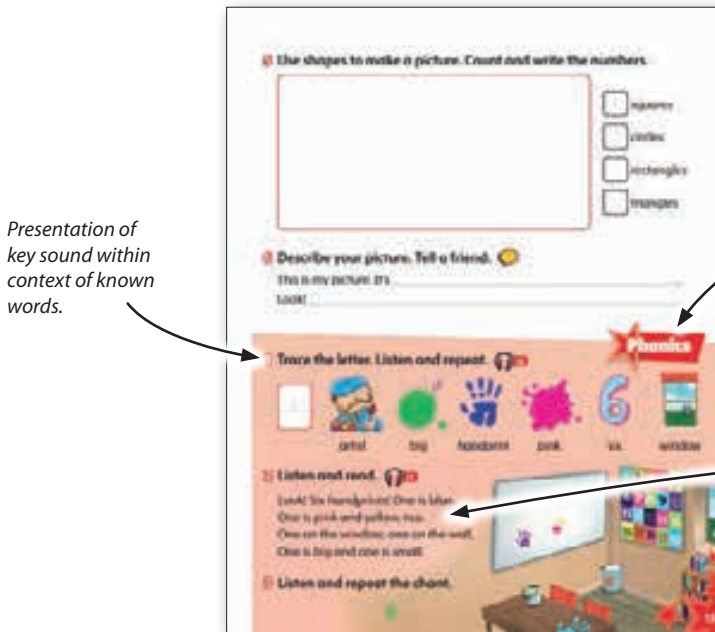 Use shapes to make a picture. Count and write the numbers.
squares
circles
rectangles
triangles
Presentation of
key sound within
context of known
words.
Describe your picture. Tell a friend.
This is my picture. It's
Look!
Phonics
Trace the letter. Listen and repeat.
artist big handprint pink six window
Listen and read.
Look! Six handprints! One is blue.
One is pink and yellow, too.
One on the window, one on the wall,
One is big and one is small!
Listen and repeat the chant.